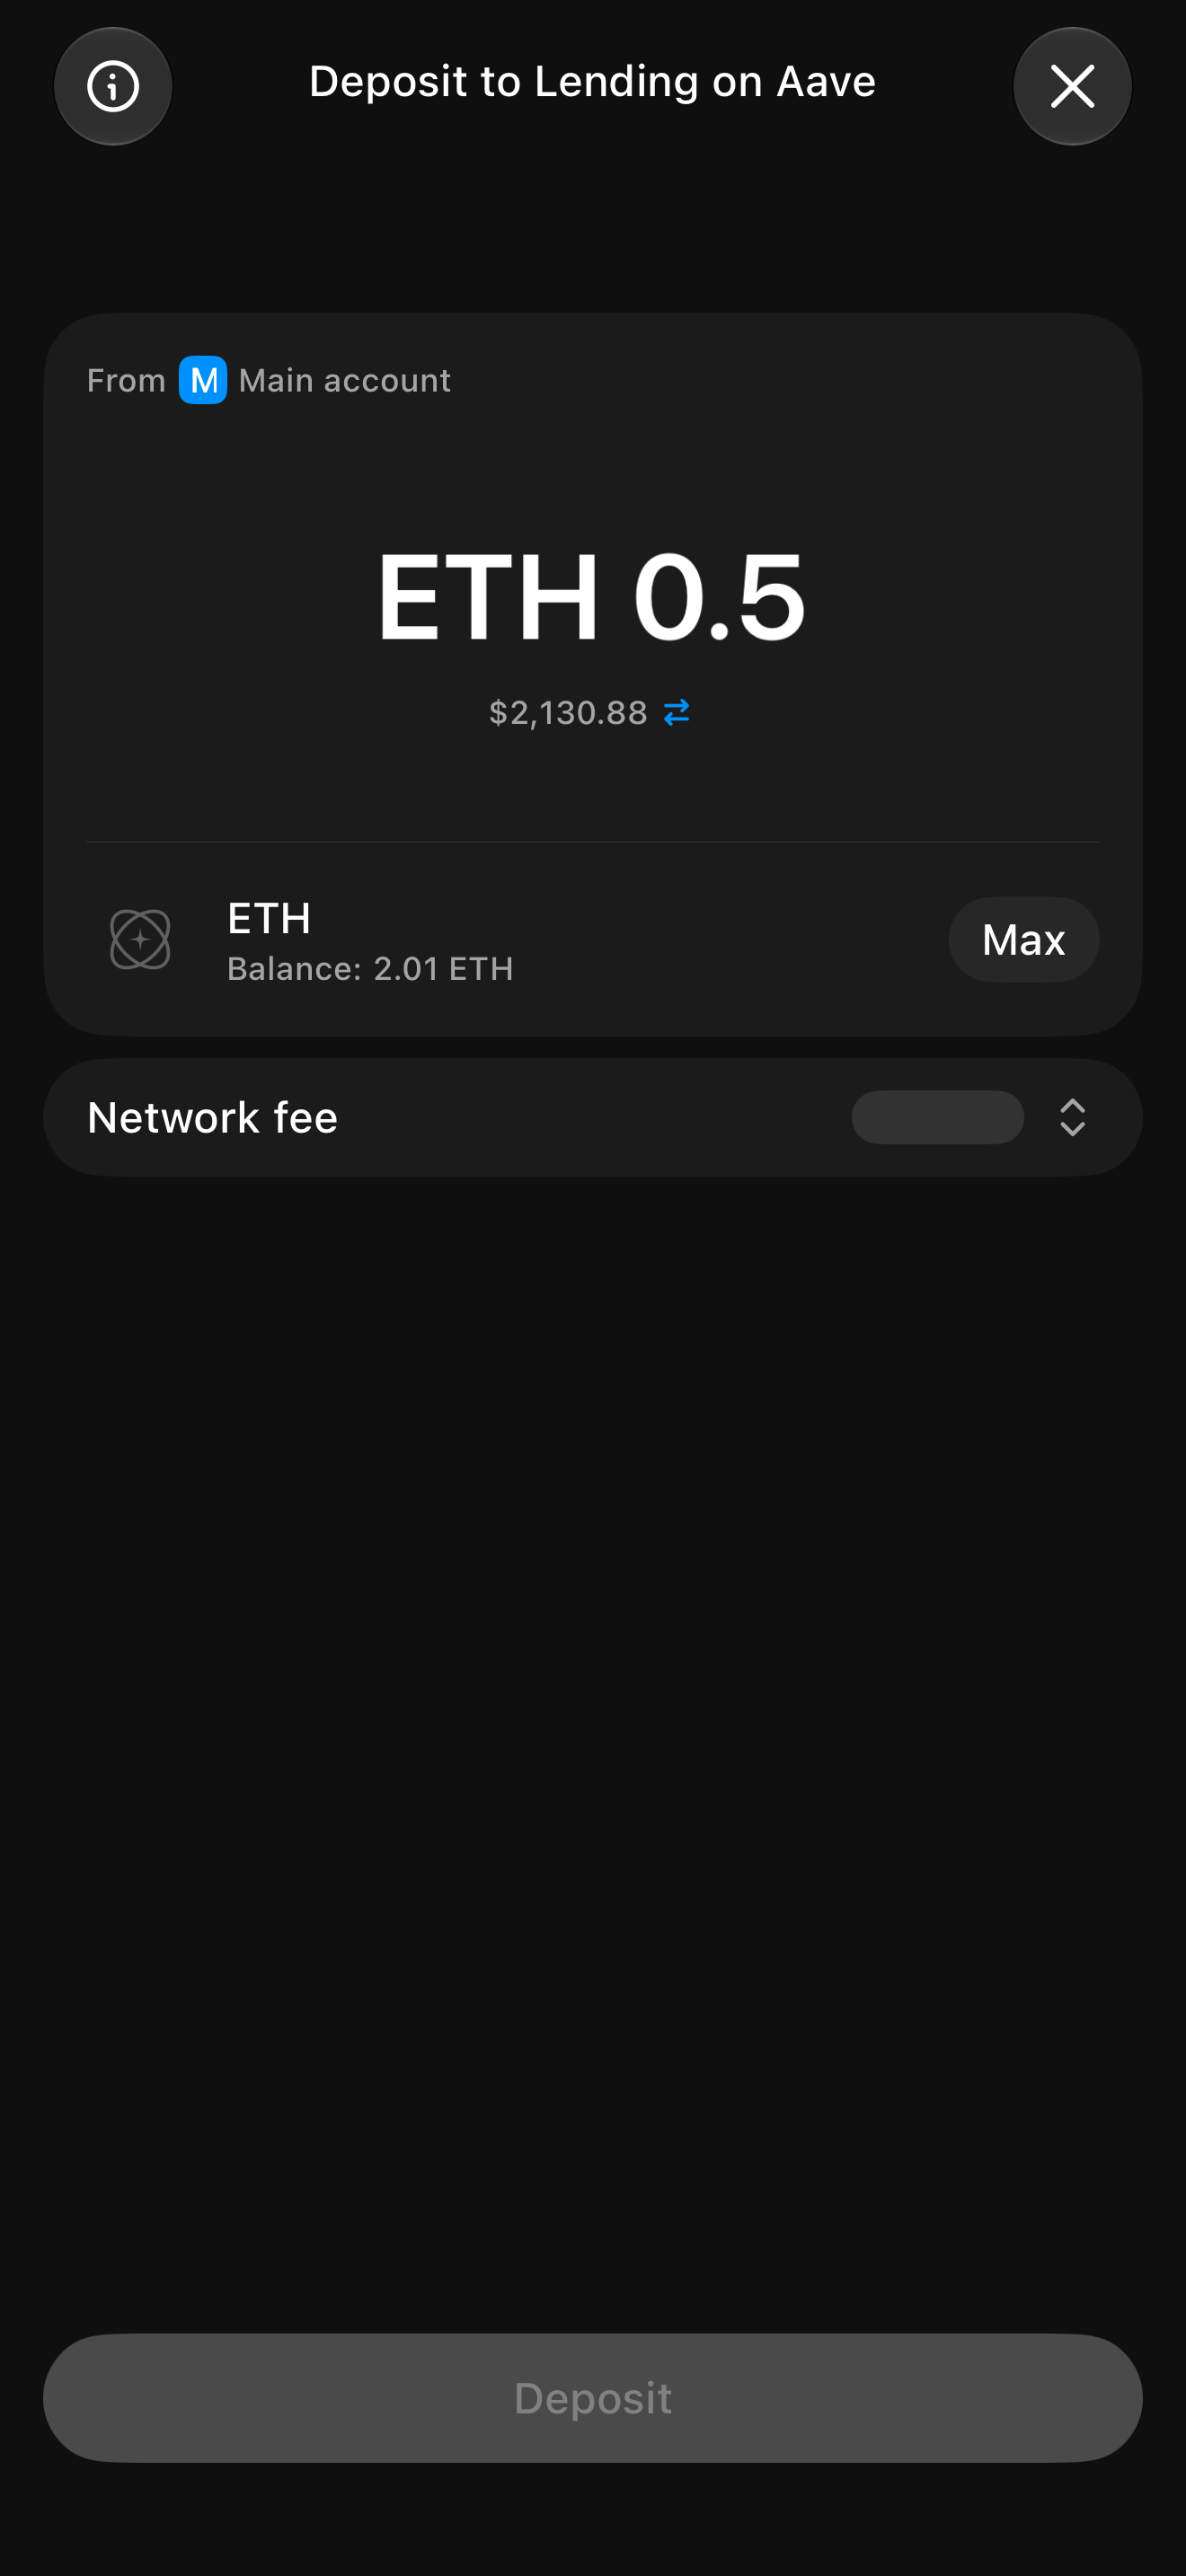 Deposit to Lending on Aave
From M Main account
ETH 0.5
$2,130.88
ETH
Balance: 2.01 ETH
Max
Network fee
Deposit